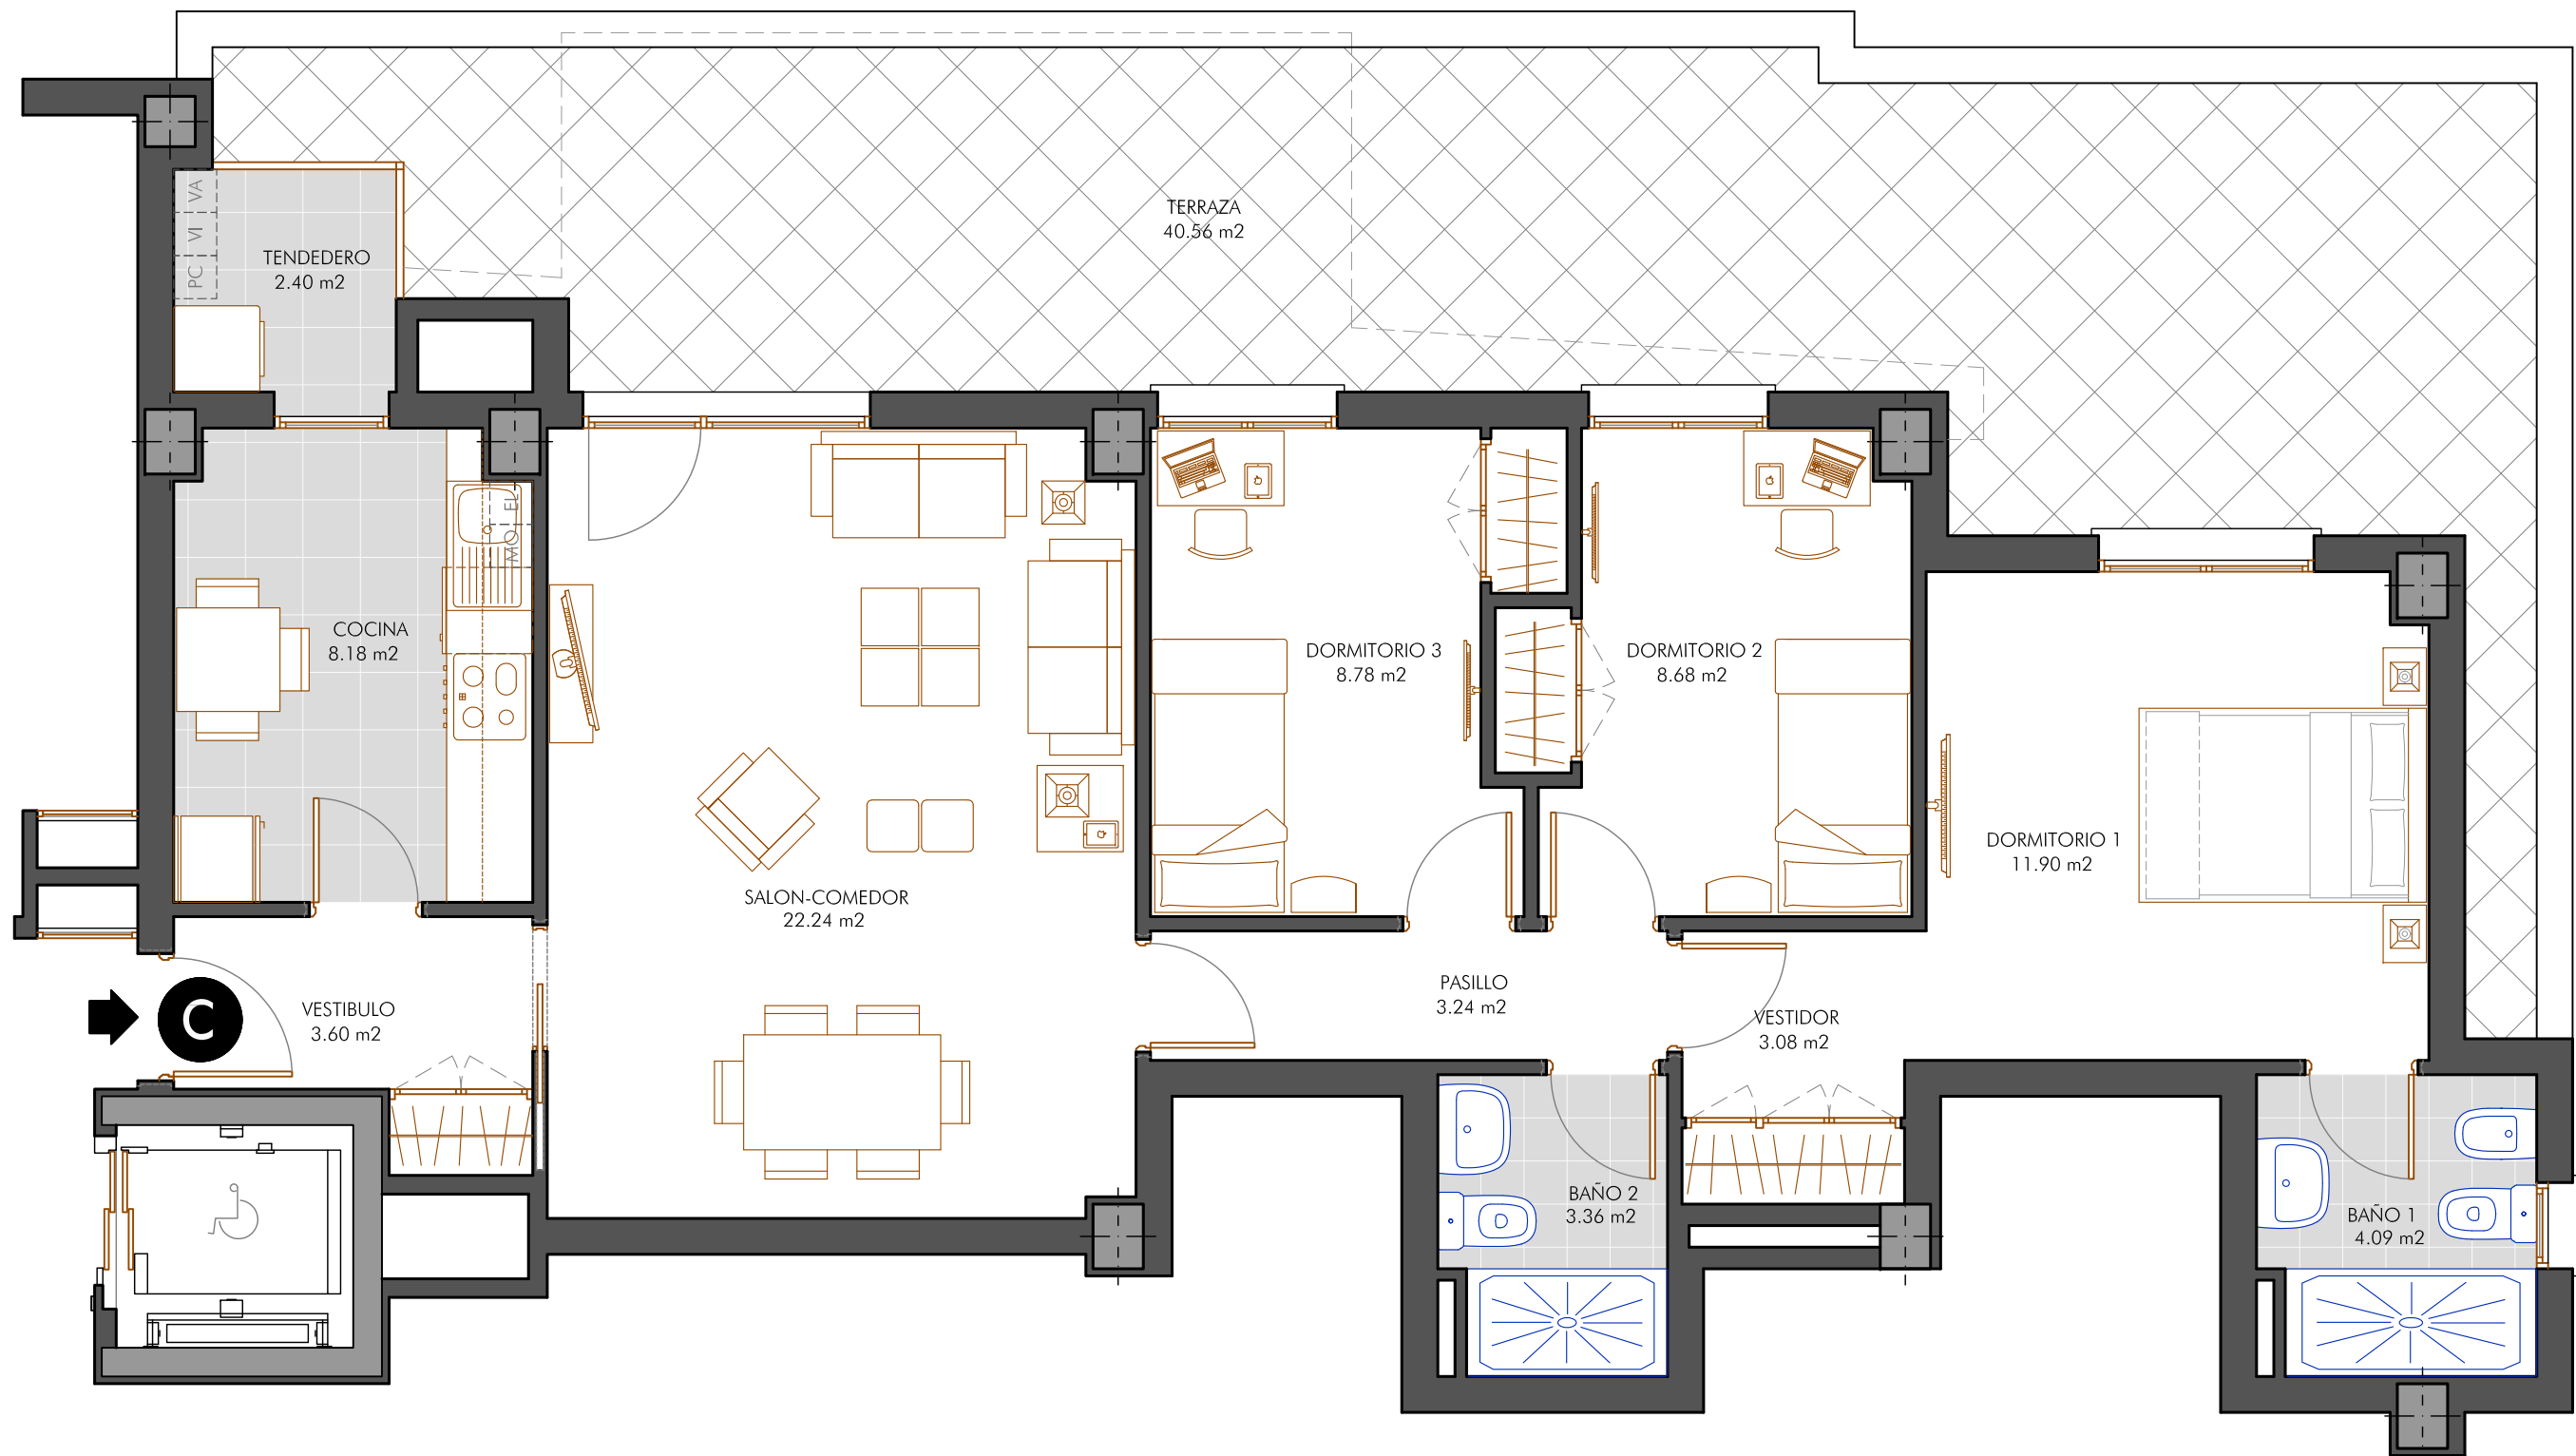 TERRAZA
40.56 m2
VA
VI
PC
TENDEDERO
2.40 m2
EL
MO
COCINA
8.18 m2
DORMITORIO 3
8.78 m2
DORMITORIO 2
8.68 m2
DORMITORIO 1
11.90 m2
SALON-COMEDOR
22.24 m2
C
VESTIBULO
3.60 m2
PASILLO
3.24 m2
VESTIDOR
3.08 m2
BAÑO 2
3.36 m2
BAÑO 1
4.09 m2